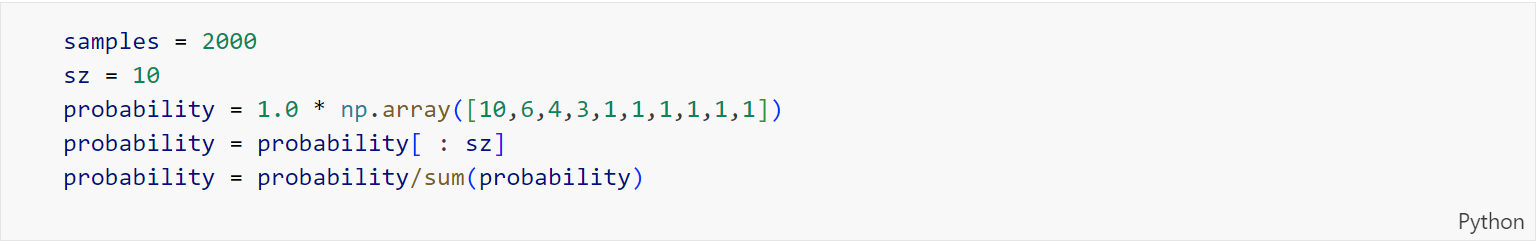 samples = 2000
sz = 10
probability = 1.0 * np.array([10,6,4,3,1,1,1,1,1,1])
probability = probability[ : sz]
probability = probability/sum(probability)
Python